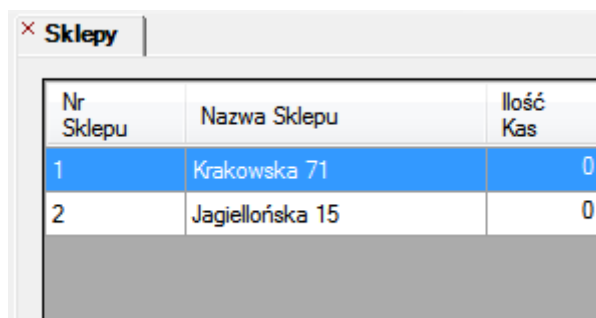 Sklepy
Nr Sklepu Nazwa Sklepu Ilość Kas
1 Krakowska 71 0
2 Jagiellońska 15 0